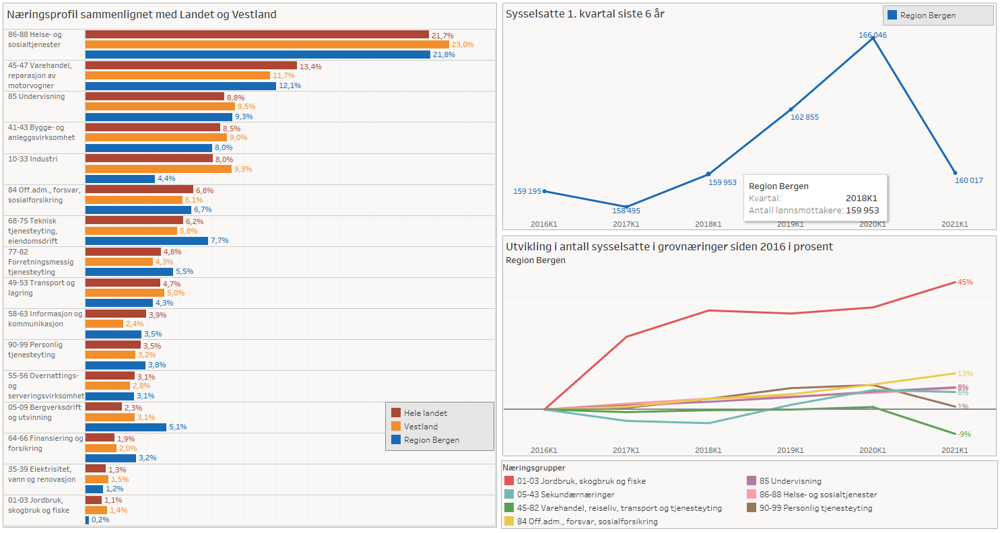 Næringsprofil sammenlignet med Landet og Vestland
86-88 Helse- og
sosialtjenester
21,7%
23,0%
21,8%
45-47 Varehandel,
reparasjon av
motorvogner
13,4%
11,7%
12,1%
85 Undervisning
8,8%
9,5%
9,3%
41-43 Bygge- og
anleggsvirksomhet
8,5%
9,0%
8,0%
10-33 Industri
8,0%
9,3%
4,4%
84 Off.adm., forsvar,
sosialforsikring
6,8%
6,1%
6,7%
68-75 Teknisk
tjenesteyting,
eiendomsdrift
6,2%
5,8%
7,7%
77-82
Forretningsmessig
tjenesteyting
4,8%
4,3%
5,5%
49-53 Transport og
lagring
4,7%
5,0%
4,3%
58-63 Informasjon og
kommunikasjon
3,9%
2,4%
3,5%
90-99 Personlig
tjenesteyting
3,5%
3,2%
3,8%
55-56 Overnattings-
og
serveringsvirksomhet
3,1%
2,8%
3,1%
05-09 Bergverksdrift
og utvinning
2,3%
3,1%
5,1%
64-66 Finansiering og
forsikring
1,9%
2,0%
3,2%
35-39 Elektrisitet,
vann og renovasjon
1,3%
1,5%
1,2%
01-03 Jordbruk,
skogbruk og fiske
1,1%
1,4%
0,2%
Hele landet
Vestland
Region Bergen
Sysselsatte 1. kvartal siste 6 år
Region Bergen
159 195
158 495
159 953
162 855
166 046
160 017
Region Bergen
Kvartal: 2018K1
Antall lønnsmottakere: 159 953
2016K1 2017K1 2018K1 2019K1 2020K1 2021K1
Utvikling i antall sysselsatte i grovnæringer siden 2016 i prosent
Region Bergen
45%
13%
6%
1%
-9%
2016K1 2017K1 2018K1 2019K1 2020K1 2021K1
Næringsgrupper
01-03 Jordbruk, skogbruk og fiske
05-43 Sekundærnæringer
45-82 Varehandel, reiseliv, transport og tjenesteyting
84 Off.adm., forsvar, sosialforsikring
85 Undervisning
86-88 Helse- og sosialtjenester
90-99 Personlig tjenesteyting